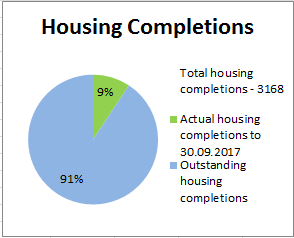 Housing Completions
Total housing
completions - 3168
9%
Actual housing
completions to
30.09.2017
Outstanding
housing
completions
91%